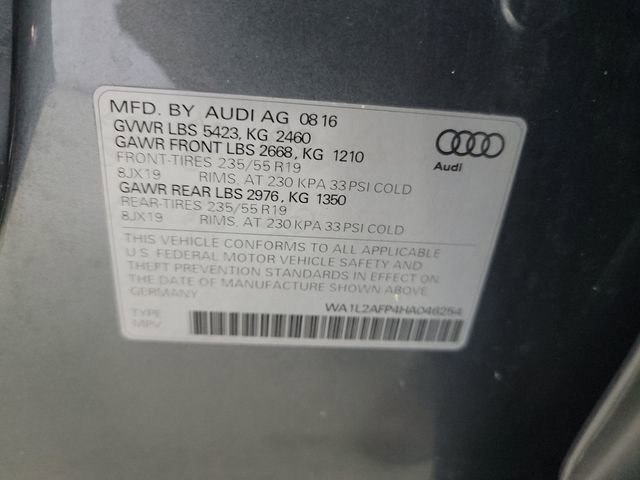 MFD. BY AUDI AG 08 16
GVWR LBS 5423, KG 2460
GAWR FRONT LBS 2668, KG 1210
FRONT-TIRES 235/55 R19
8JX19 RIMS, AT 230 KPA 33 PSI COLD
GAWR REAR LBS 2976, KG 1350
REAR-TIRES 235/55 R19
8JX19 RIMS, AT 230 KPA 33 PSI COLD
Audi
THIS VEHICLE CONFORMS TO ALL APPLICABLE
U.S. FEDERAL MOTOR VEHICLE SAFETY AND
THEFT PREVENTION STANDARDS IN EFFECT ON
THE DATE OF MANUFACTURE SHOWN ABOVE
GERMANY
WA1L2AFP4HA046264
TYPE
MPV